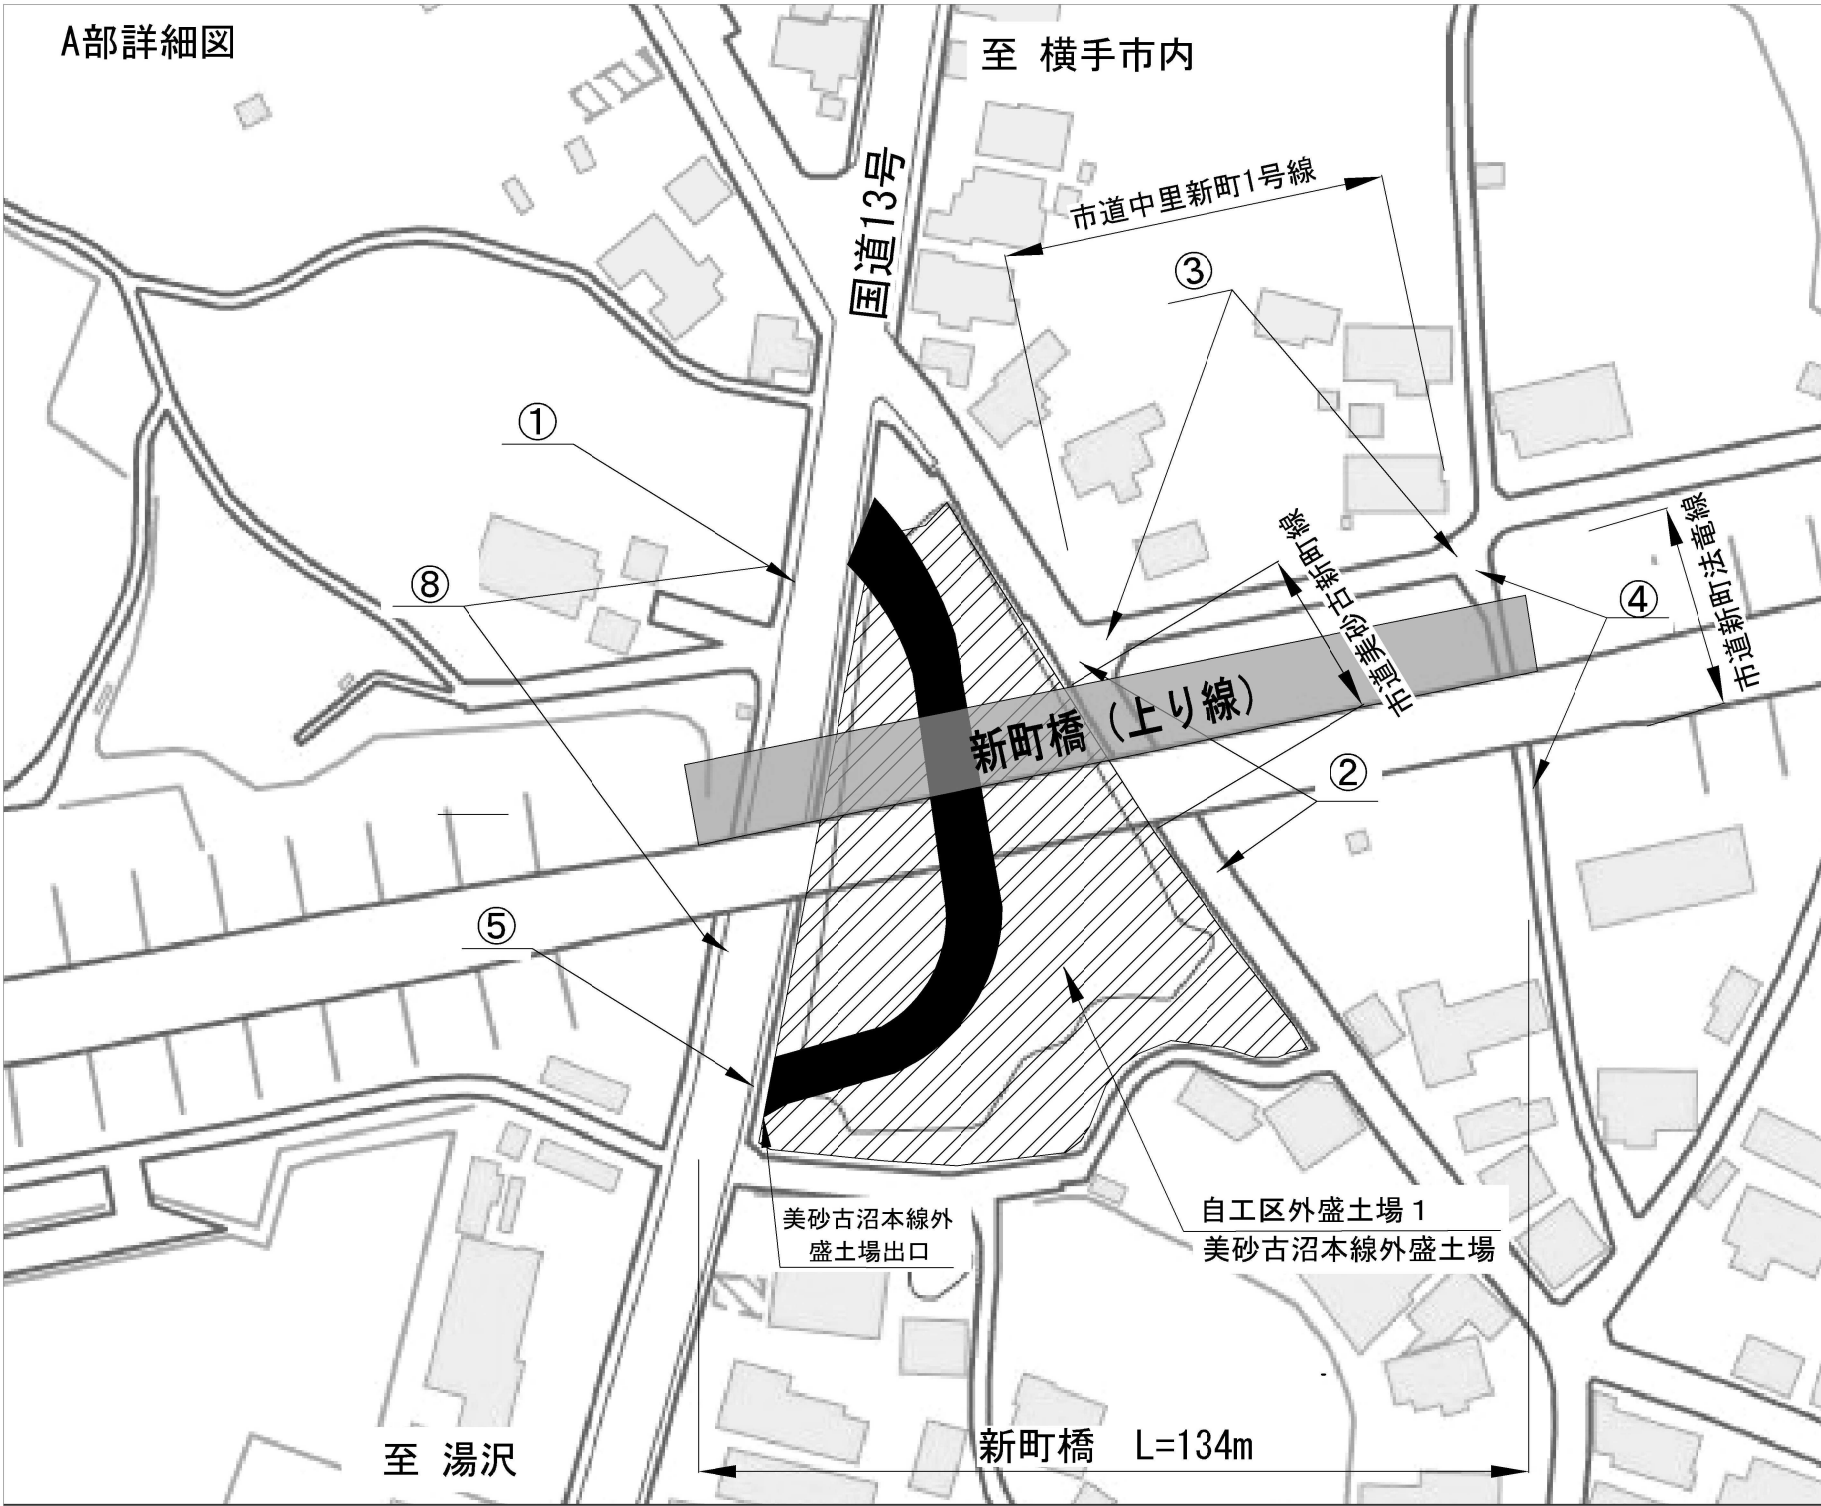 A部詳細図
至 横手市内
国道13号
市道中里新町1号線
③
①
⑧
市道美砂古新町線
④
市道新町法竜線
新町橋（上り線）
②
⑤
美砂古沼本線外
盛土場出口
自工区外盛土場１
美砂古沼本線外盛土場
至 湯沢
新町橋 L=134m